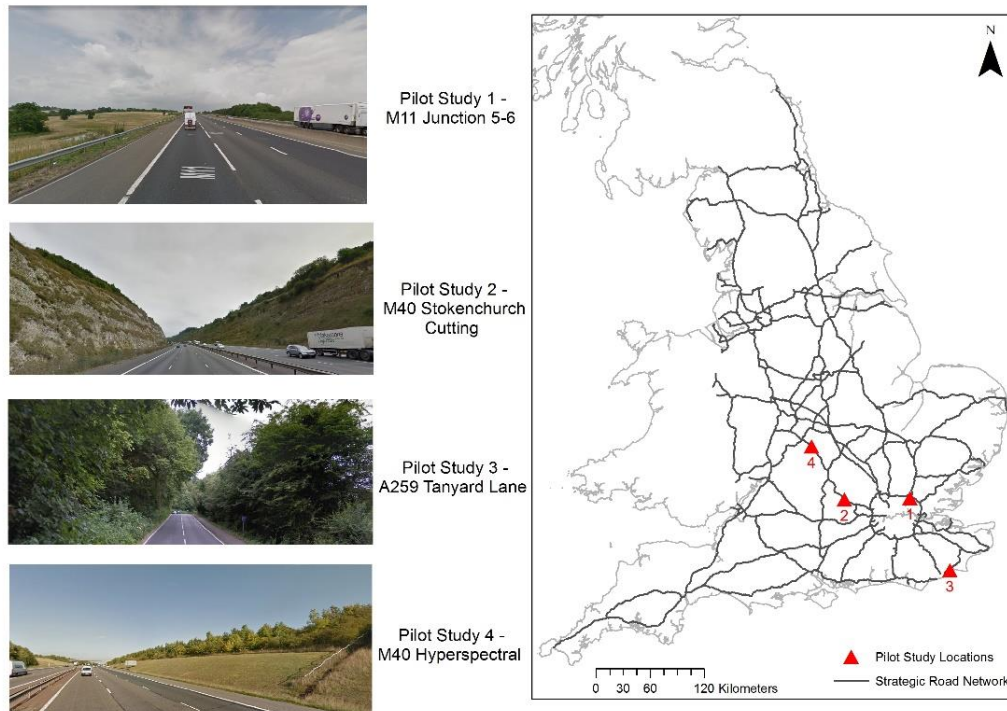 Pilot Study 1 -
M11 Junction 5-6
M11
Pilot Study 2 -
M40 Stokenchurch
Cutting
Pilot Study 3 -
A259 Tanyard Lane
Pilot Study 4 -
M40 Hyperspectral
N
4
2
1
3
Pilot Study Locations
Strategic Road Network
0 30 60 120 Kilometers